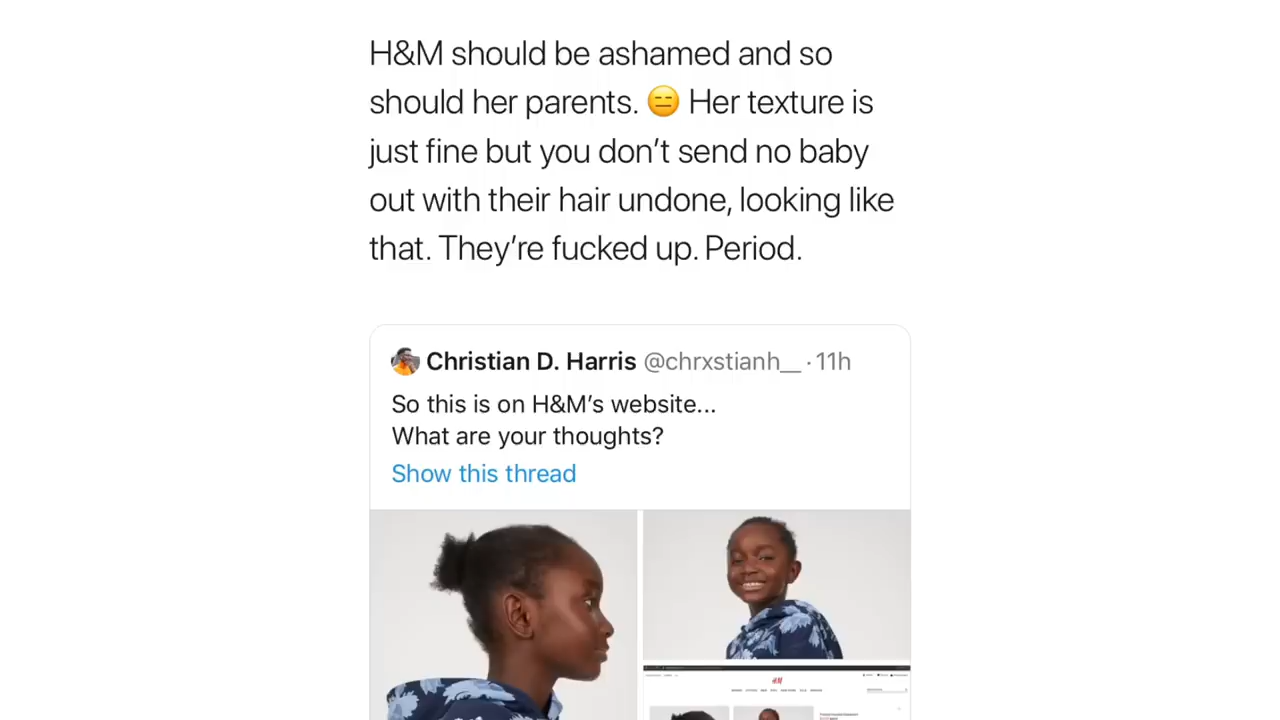 H&M should be ashamed and so
should her parents. 😑 Her texture is
just fine but you don’t send no baby
out with their hair undone, looking like
that. They’re fucked up. Period.
Christian D. Harris @chrxstianh__ · 11h
So this is on H&M’s website...
What are your thoughts?
Show this thread
H&M